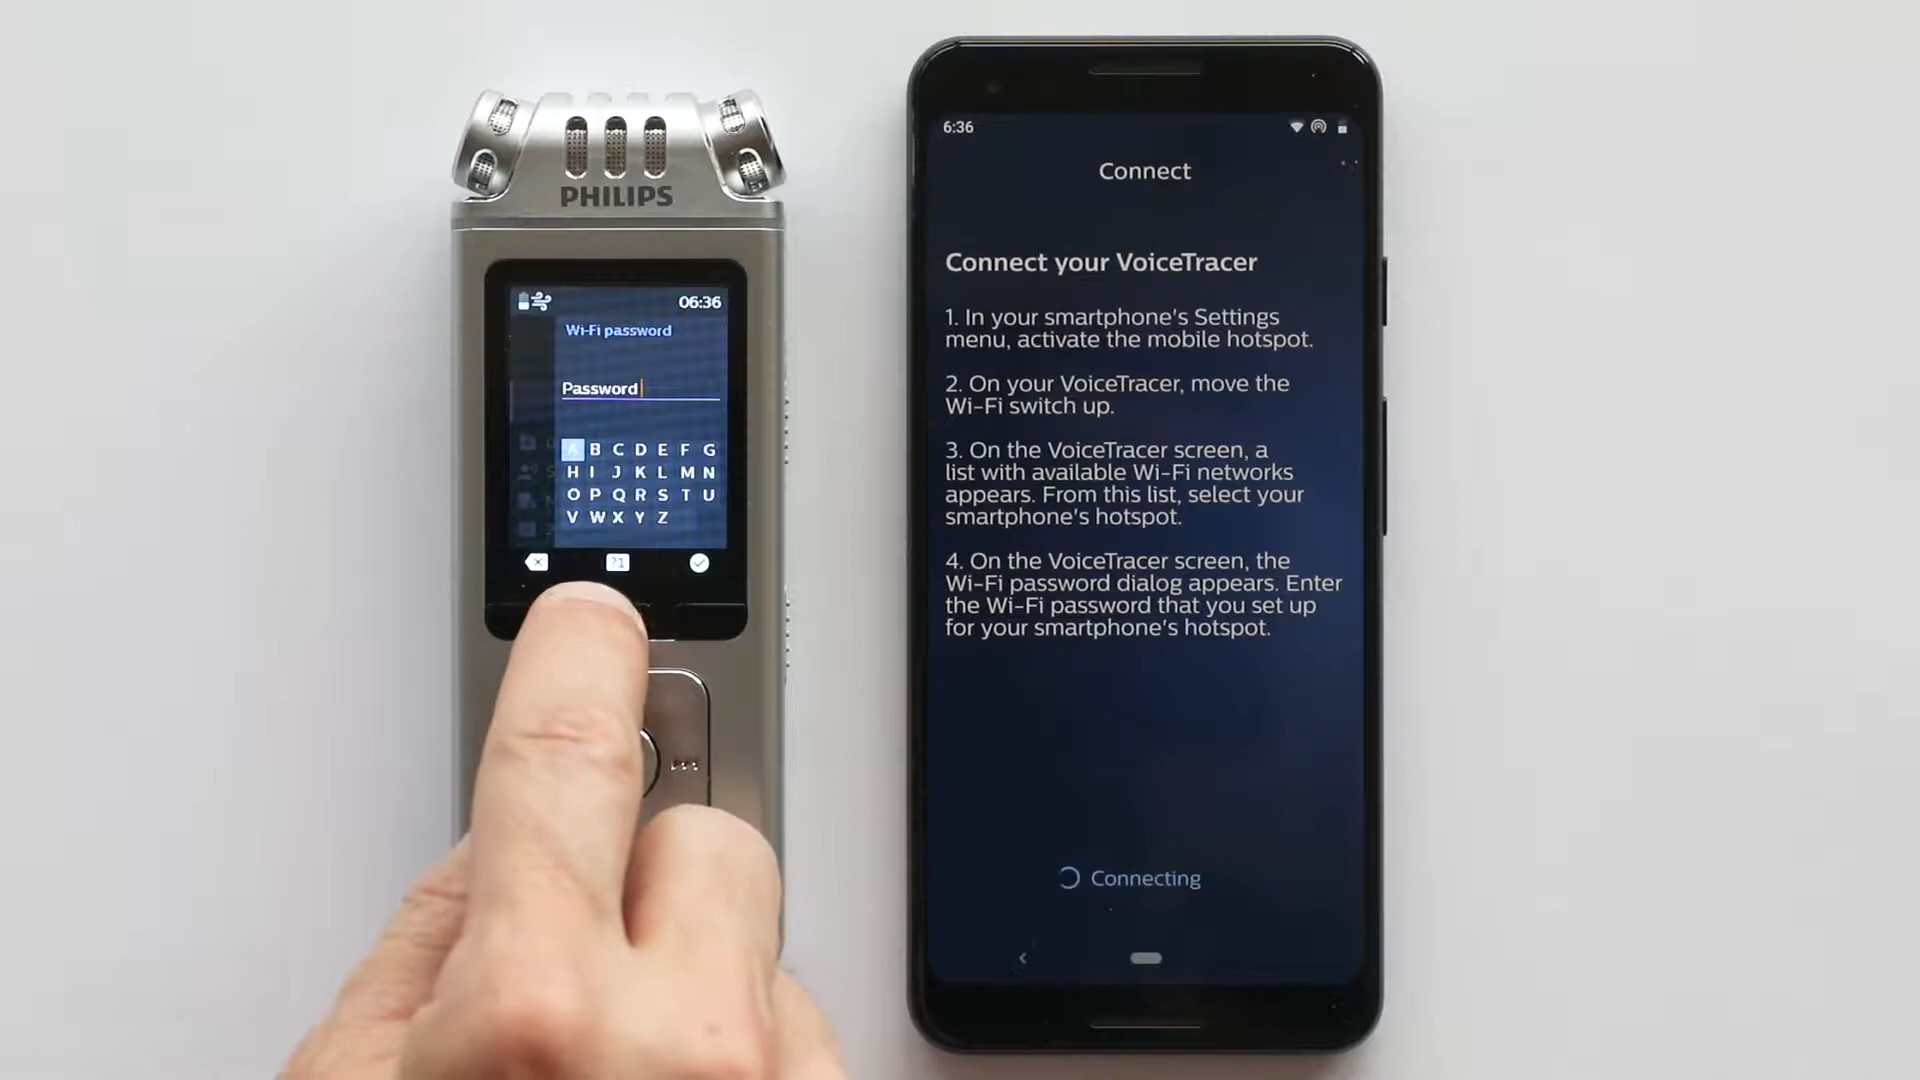 PHILIPS
06:36
Wi-Fi password
Password
A B C D E F G
H I J K L M N
O P Q R S T U
V W X Y Z
?1
6:36
Connect
Connect your VoiceTracer
1. In your smartphone's Settings
menu, activate the mobile hotspot.
2. On your VoiceTracer, move the
Wi-Fi switch up.
3. On the VoiceTracer screen, a
list with available Wi-Fi networks
appears. From this list, select your
smartphone's hotspot.
4. On the VoiceTracer screen, the
Wi-Fi password dialog appears. Enter
the Wi-Fi password that you set up
for your smartphone's hotspot.
Connecting